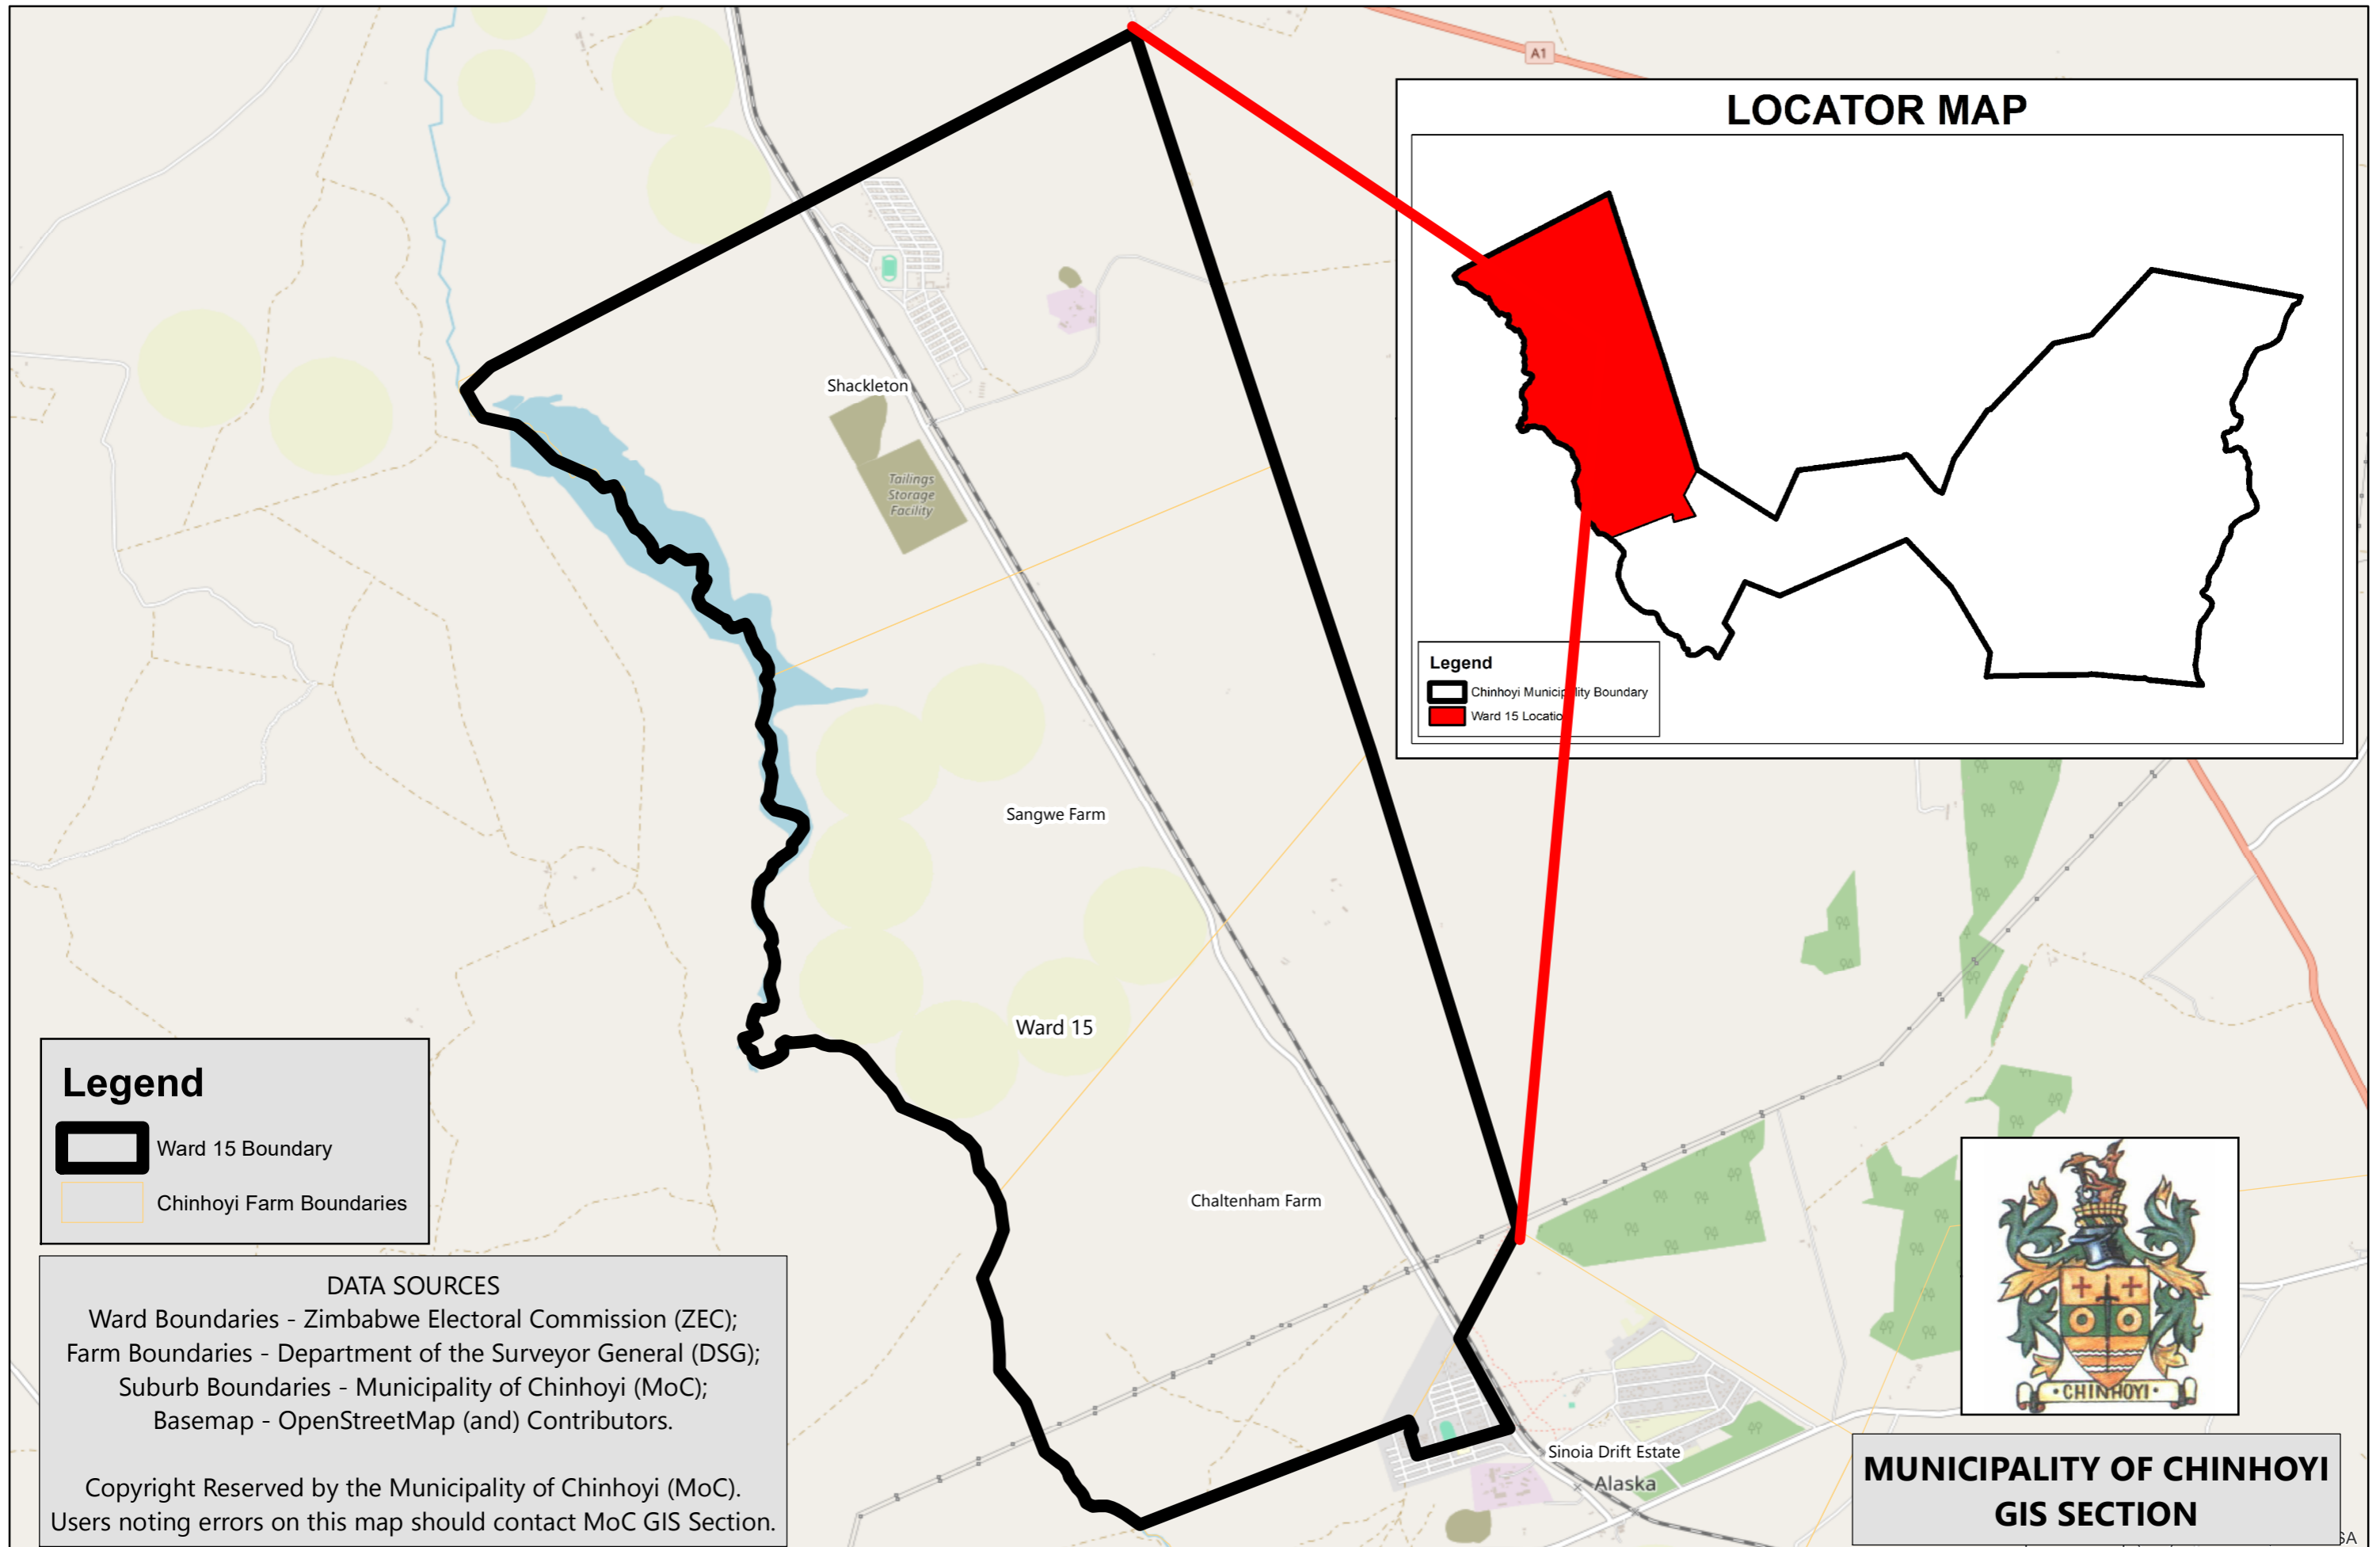 A1
LOCATOR MAP
Legend
Chinhoyi Municipality Boundary
Ward 15 Location
Shackleton
Tailings
Storage
Facility
Sangwe Farm
Ward 15
Chaltenham Farm
Sinoia Drift Estate
Alaska
Legend
Ward 15 Boundary
Chinhoyi Farm Boundaries
DATA SOURCES
Ward Boundaries - Zimbabwe Electoral Commission (ZEC);
Farm Boundaries - Department of the Surveyor General (DSG);
Suburb Boundaries - Municipality of Chinhoyi (MoC);
Basemap - OpenStreetMap (and) Contributors.
Copyright Reserved by the Municipality of Chinhoyi (MoC).
Users noting errors on this map should contact MoC GIS Section.
• CHINHOYI •
MUNICIPALITY OF CHINHOYI
GIS SECTION